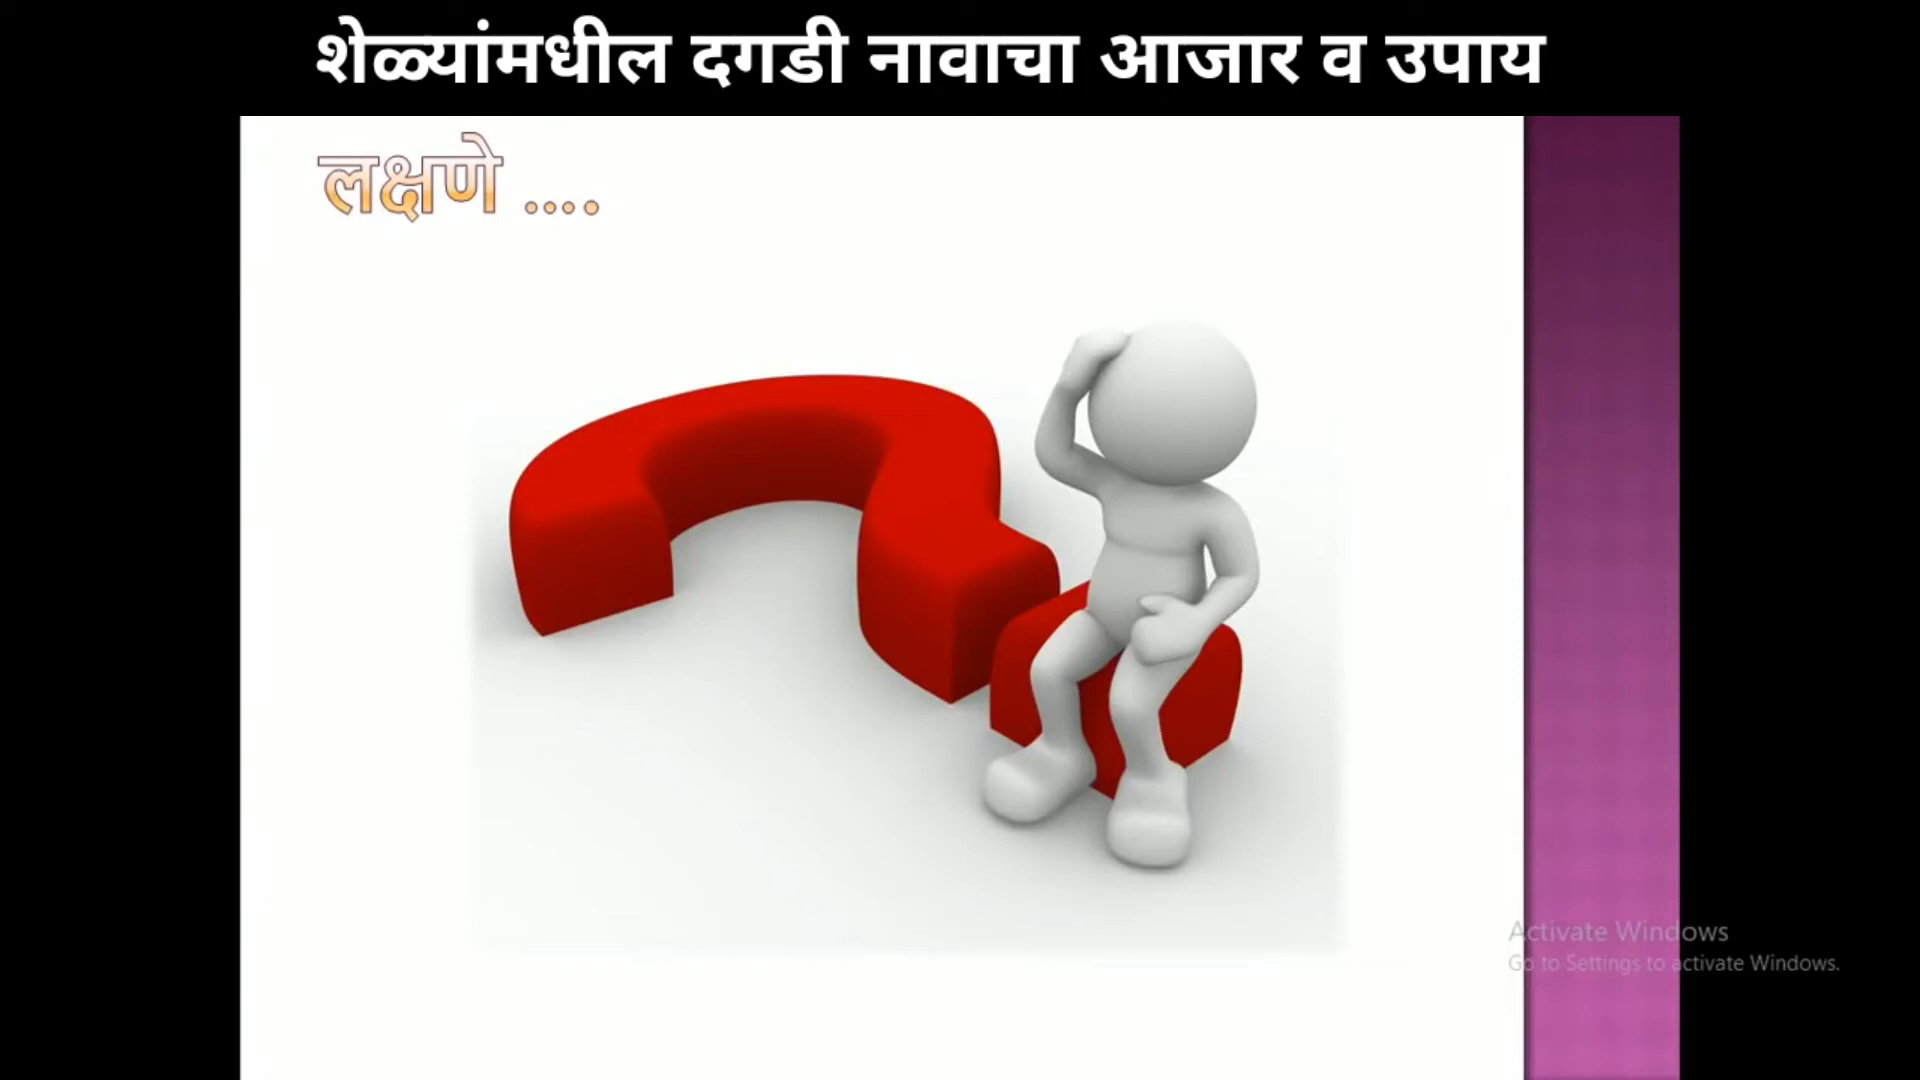 शेळ्यांमधील दगडी नावाचा आजार व उपाय
लक्षणे ....
Activate Windows
Go to Settings to activate Windows.